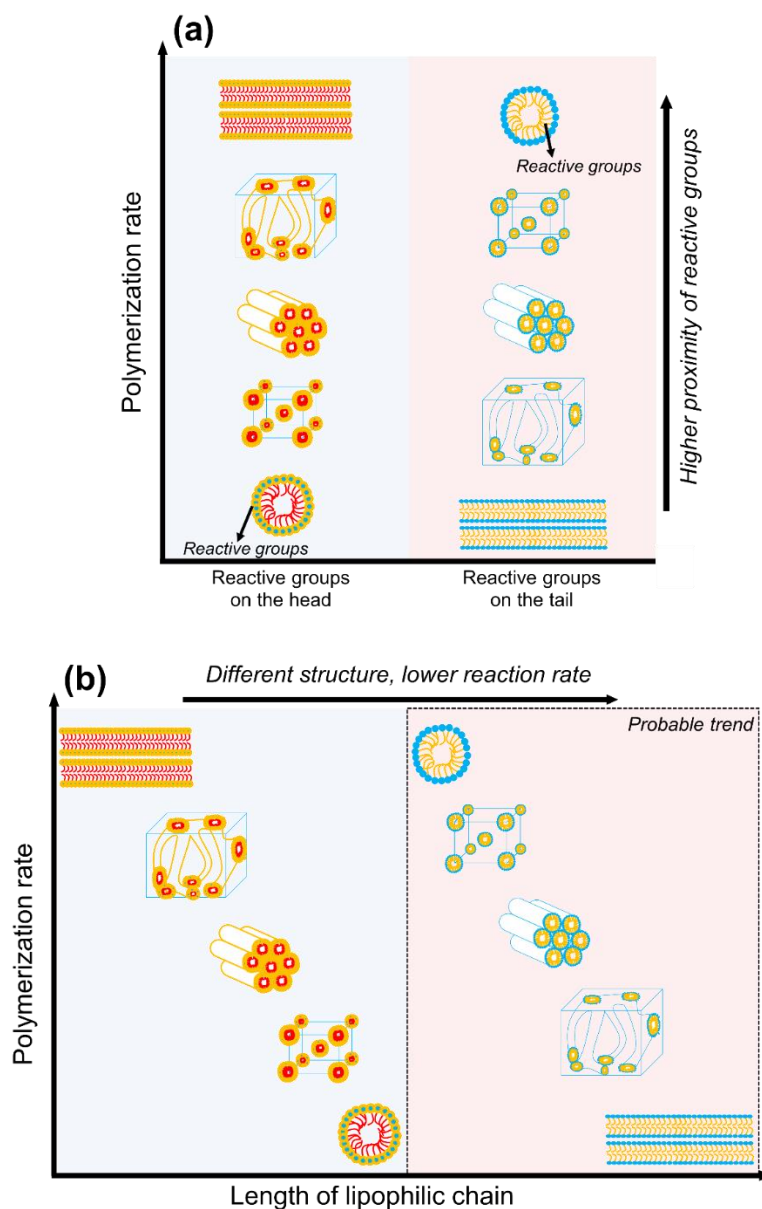 (a)
Polymerization rate
Reactive groups
Reactive groups
Higher proximity of reactive groups
Reactive groups
on the head
Reactive groups
on the tail
(b)
Different structure, lower reaction rate
Probable trend
Polymerization rate
Length of lipophilic chain